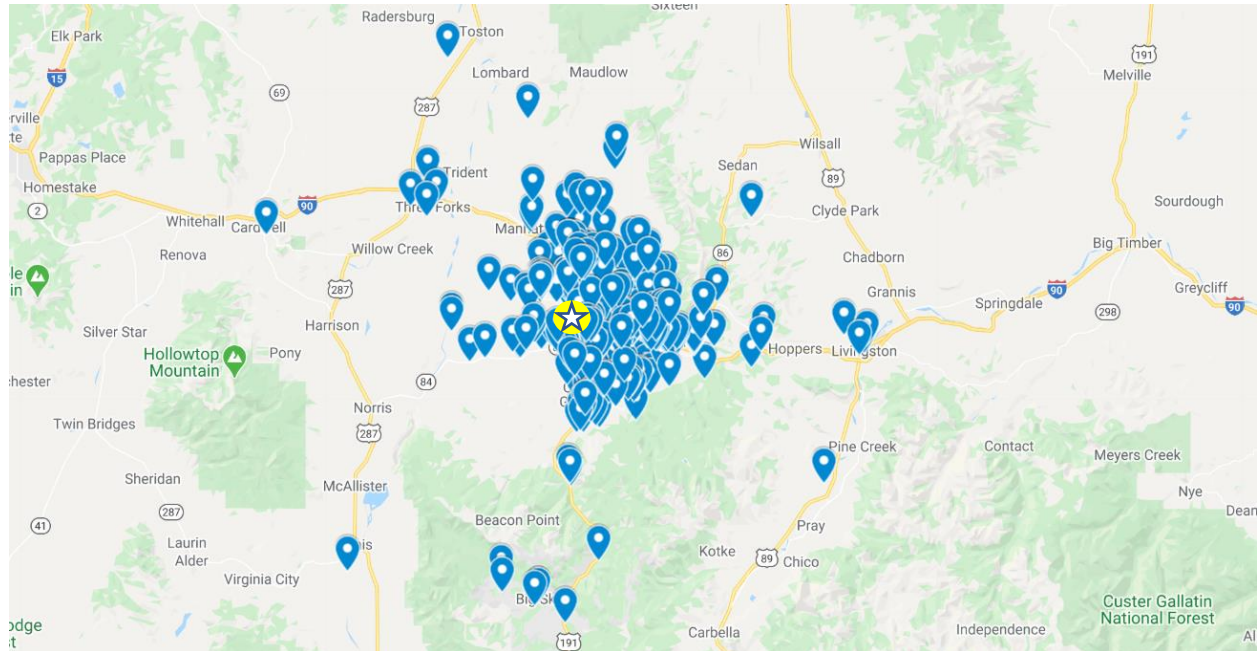 Radersburg
Sixteen
Elk Park
Toston
191
Lombard
Maudlow
15
Melville
69
287
Pappas Place
Wilsall
Sedan
Trident
89
Homestake
90
Three Forks
2
Whitehall
Cardwell
Clyde Park
Sourdough
Willow Creek
Renova
86
Big Timber
Chadborn
287
90
Grannis
Greycliff
Springdale
90
Silver Star
Harrison
298
Hollowtop
Mountain
Pony
Hoppers
Livingston
84
Norris
Twin Bridges
287
Pine Creek
Contact
Meyers Creek
Sheridan
McAllister
Nye
287
Beacon Point
41
Pray
Laurin
Kotke
Alder
89
Chico
Virginia City
Custer Gallatin
National Forest
191
Carbella
Independence